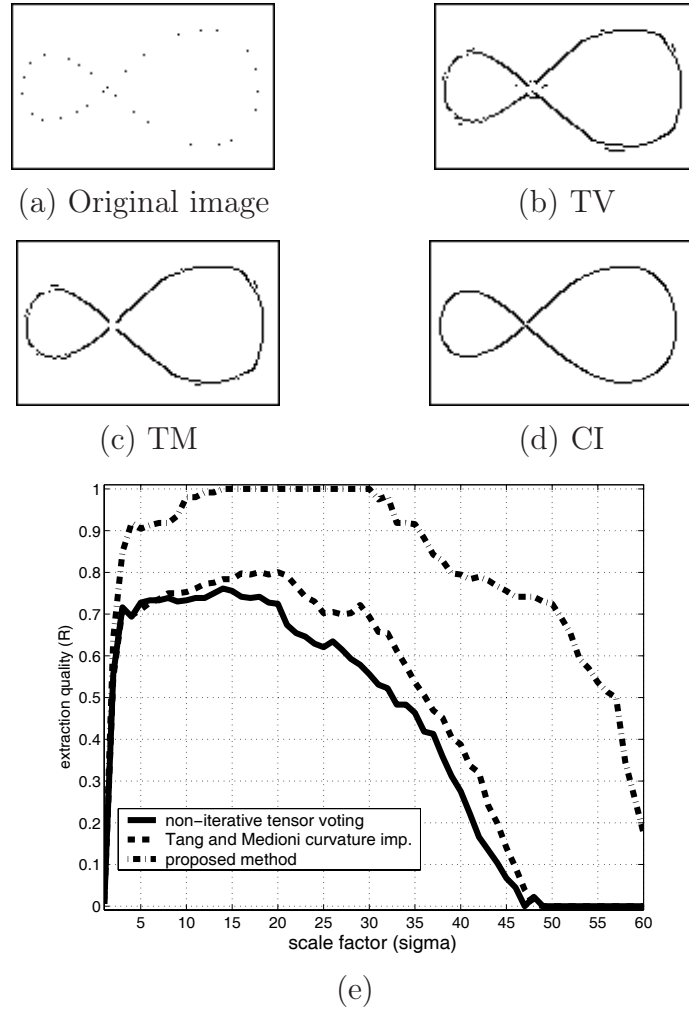 (a) Original image
(b) TV
(c) TM
(d) CI
1
0.9
0.8
0.7
0.6
0.5
0.4
0.3
0.2
0.1
0
extraction quality (R)
non−iterative tensor voting
Tang and Medioni curvature imp.
proposed method
5 10 15 20 25 30 35 40 45 50 55 60
scale factor (sigma)
(e)